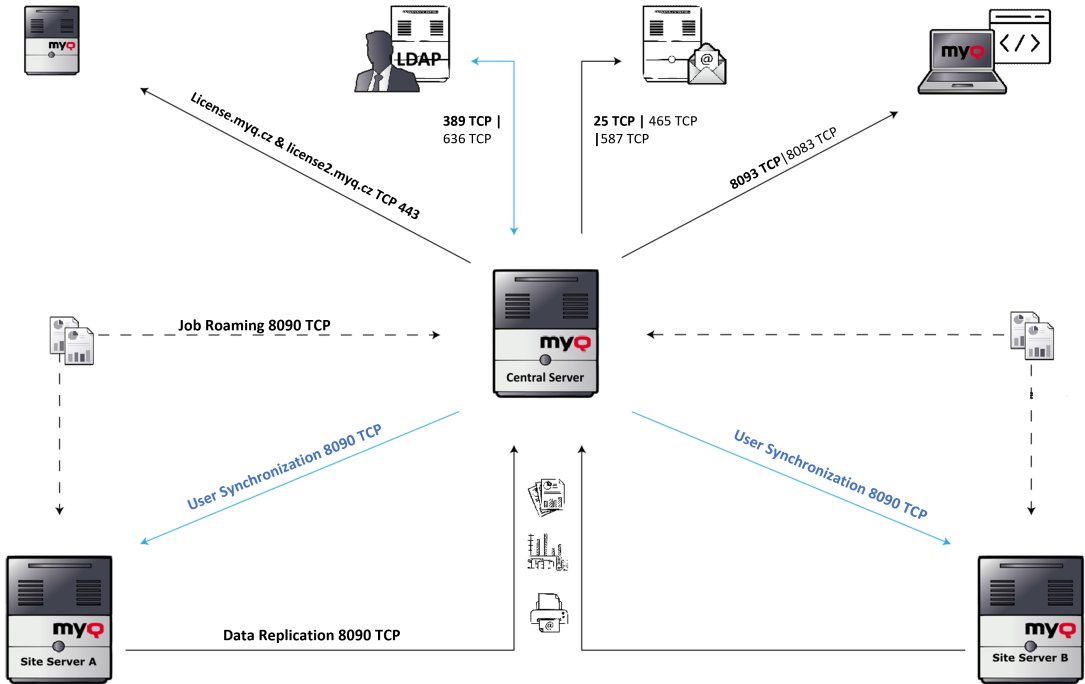 myQ
LDAP
@
myQ
</>
389 TCP |
636 TCP
25 TCP | 465 TCP
|587 TCP
License.myq.cz & license2.myq.cz TCP 443
8093 TCP|8083 TCP
Job Roaming 8090 TCP
myQ
Central Server
User Synchronization 8090 TCP
User Synchronization 8090 TCP
@
Data Replication 8090 TCP
myQ
Site Server A
myQ
Site Server B